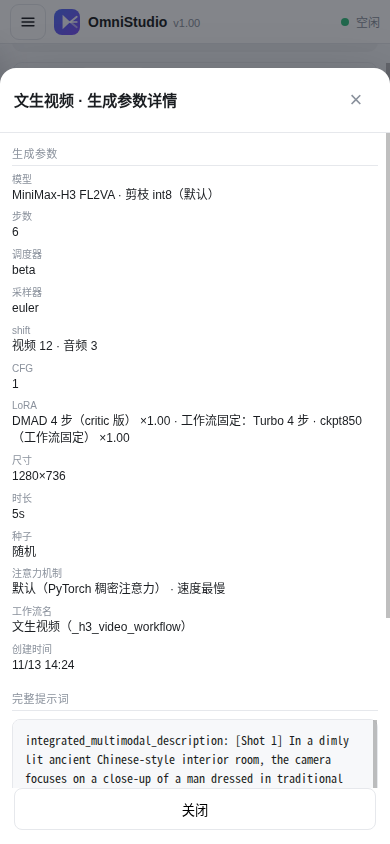 OmniStudio v1.00
空闲
文生视频 · 生成参数详情
生成参数
模型
MiniMax-H3 FL2VA · 剪枝 int8（默认）
步数
6
调度器
beta
采样器
euler
shift
视频 12 · 音频 3
CFG
1
LoRA
DMAD 4 步（critic 版） ×1.00 · 工作流固定：Turbo 4 步 · ckpt850
（工作流固定） ×1.00
尺寸
1280×736
时长
5s
种子
随机
注意力机制
默认（PyTorch 稠密注意力） · 速度最慢
工作流名
文生视频（_h3_video_workflow）
创建时间
11/13 14:24
完整提示词
integrated_multimodal_description: [Shot 1] In a dimly
lit ancient Chinese-style interior room, the camera
focuses on a close-up of a man dressed in traditional
关闭